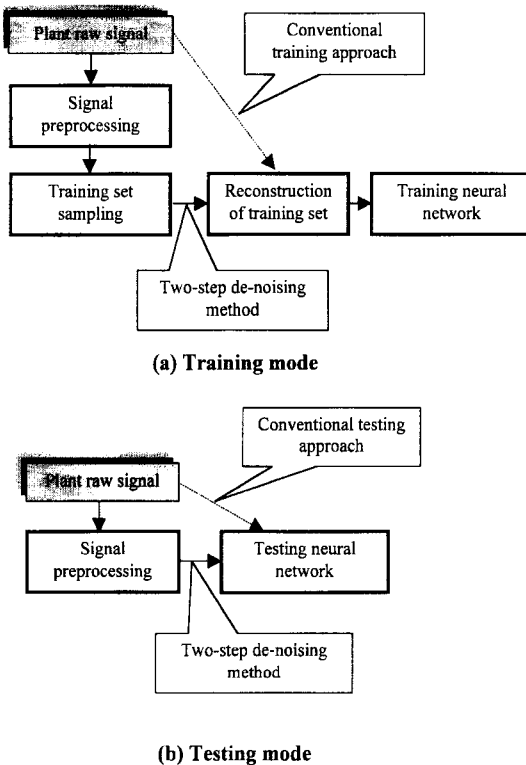 Plant raw signal
Conventional
training approach
Signal
preprocessing
Training set
sampling
Reconstruction
of training set
Training neural
network
Two-step de-noising
method
(a) Training mode
Conventional testing
approach
Plant raw signal
Signal
preprocessing
Testing neural
network
Two-step de-noising
method
(b) Testing mode